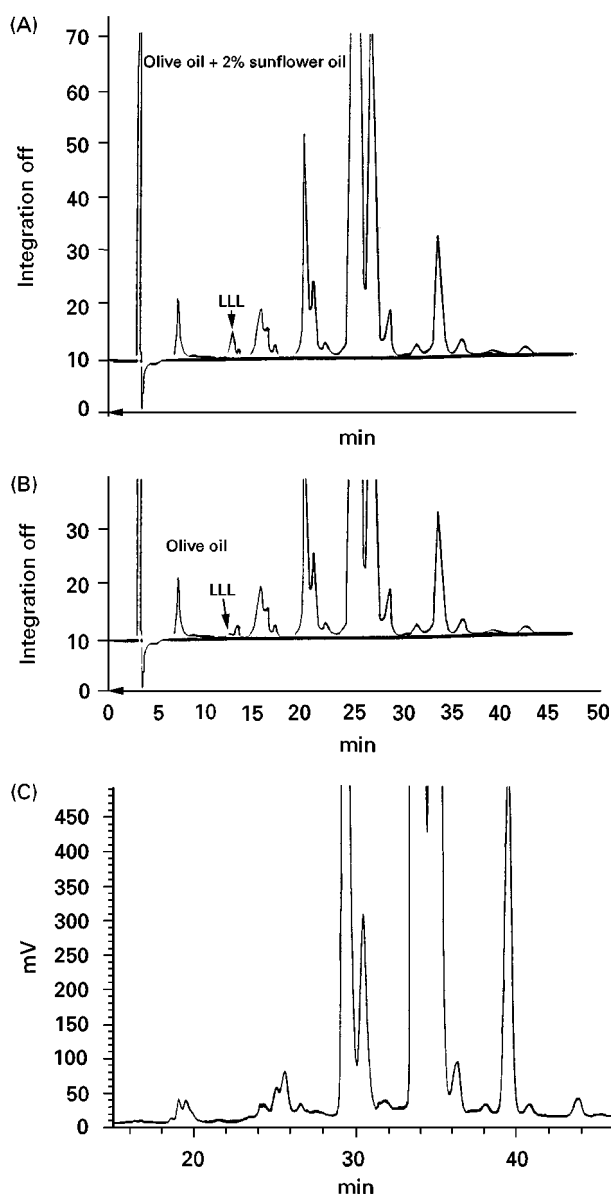 (A)
70
60
50
40
30
20
10
0
Integration off
Olive oil + 2% sunflower oil
LLL
min
(B)
30
20
10
0
Integration off
Olive oil
LLL
0 5 10 15 20 25 30 35 40 45 50
min
(C)
450
400
350
300
250
200
150
100
50
0
mV
20 30 40
min